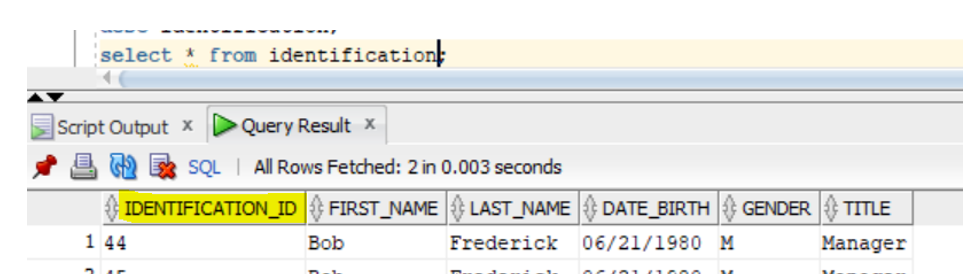 select * from identification;
Script Output x Query Result x
SQL | All Rows Fetched: 2 in 0.003 seconds
IDENTIFICATION_ID FIRST_NAME LAST_NAME DATE_BIRTH GENDER TITLE
1 44 Bob Frederick 06/21/1980 M Manager